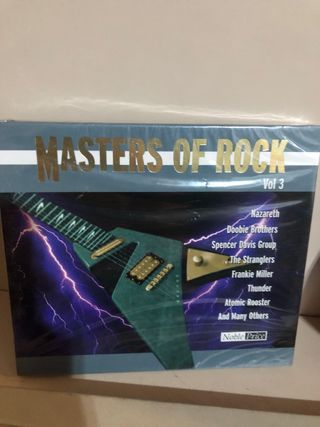 MASTERS OF ROCK
Vol 3
Nazareth
Doobie Brothers
Spencer Davis Group
The Stranglers
Frankie Miller
Thunder
Atomic Rooster
And Many Others
Noble Price